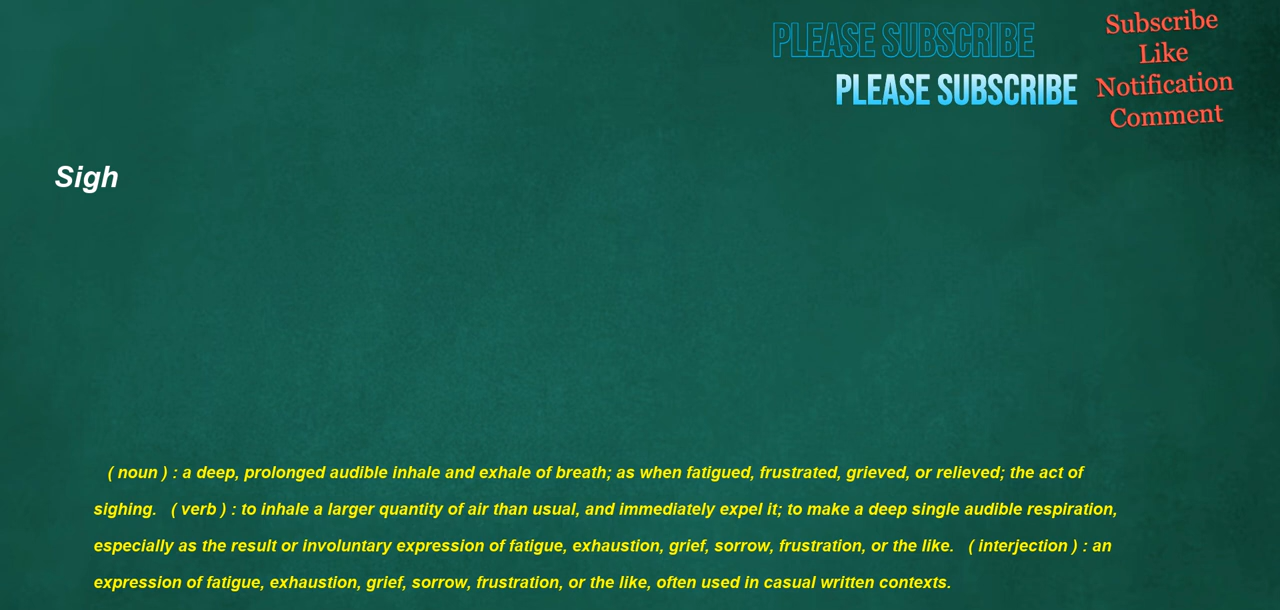 PLEASE SUBSCRIBE
PLEASE SUBSCRIBE
Subscribe
Like
Notification
Comment
Sigh
( noun ) : a deep, prolonged audible inhale and exhale of breath; as when fatigued, frustrated, grieved, or relieved; the act of
sighing. ( verb ) : to inhale a larger quantity of air than usual, and immediately expel it; to make a deep single audible respiration,
especially as the result or involuntary expression of fatigue, exhaustion, grief, sorrow, frustration, or the like. ( interjection ) : an
expression of fatigue, exhaustion, grief, sorrow, frustration, or the like, often used in casual written contexts.